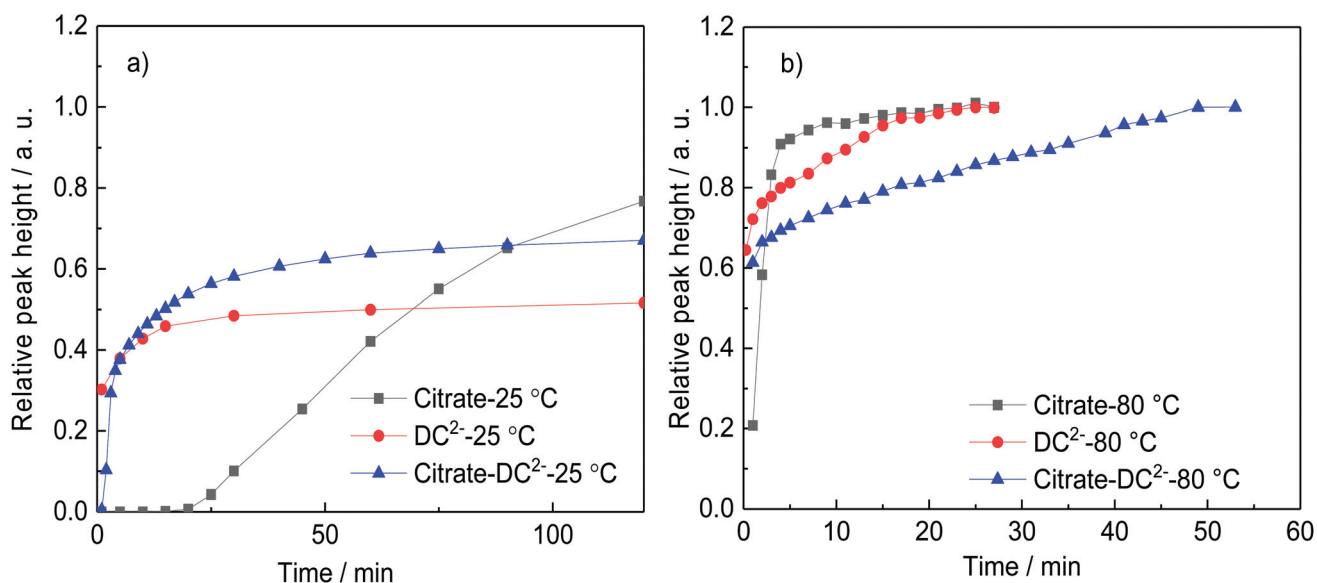 a)
Relative peak height / a. u.
1.2
1.0
0.8
0.6
0.4
0.2
0.0
Citrate-25 °C
DC²⁻-25 °C
Citrate-DC²⁻-25 °C
0 50 100
Time / min
b)
Relative peak height / a. u.
1.2
1.0
0.8
0.6
0.4
0.2
0.0
Citrate-80 °C
DC²⁻-80 °C
Citrate-DC²⁻-80 °C
0 10 20 30 40 50 60
Time / min